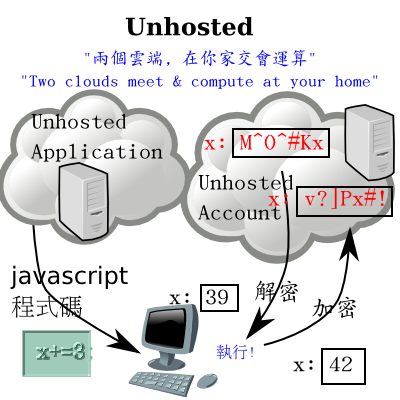 Unhosted
"兩個雲端, 在你家交會運算"
"Two clouds meet & compute at your home"
Unhosted
Application
x: M^O^#Kx
Unhosted
Account
x: v?]Px#!
javascript
程式碼
x: 39
解密
加密
x+=3
執行!
x: 42